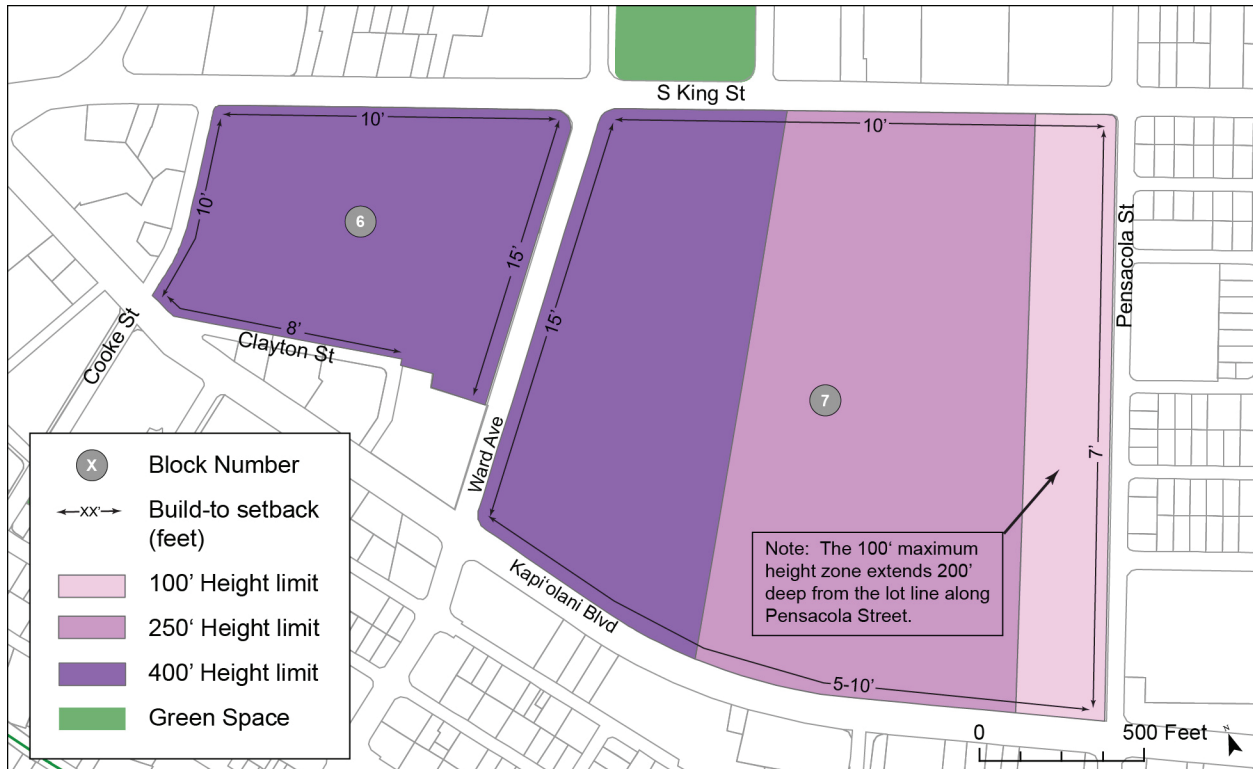 S King St
10'
10'
6
10'
15'
Pensacola St
15'
8'
Clayton St
Cooke St
7
Ward Ave
7'
X Block Number
XX' Build-to setback
(feet)
100' Height limit
250' Height limit
400' Height limit
Green Space
Note: The 100' maximum
height zone extends 200'
deep from the lot line along
Pensacola Street.
Kapi'olani Blvd
5-10'
0 500 Feet
N